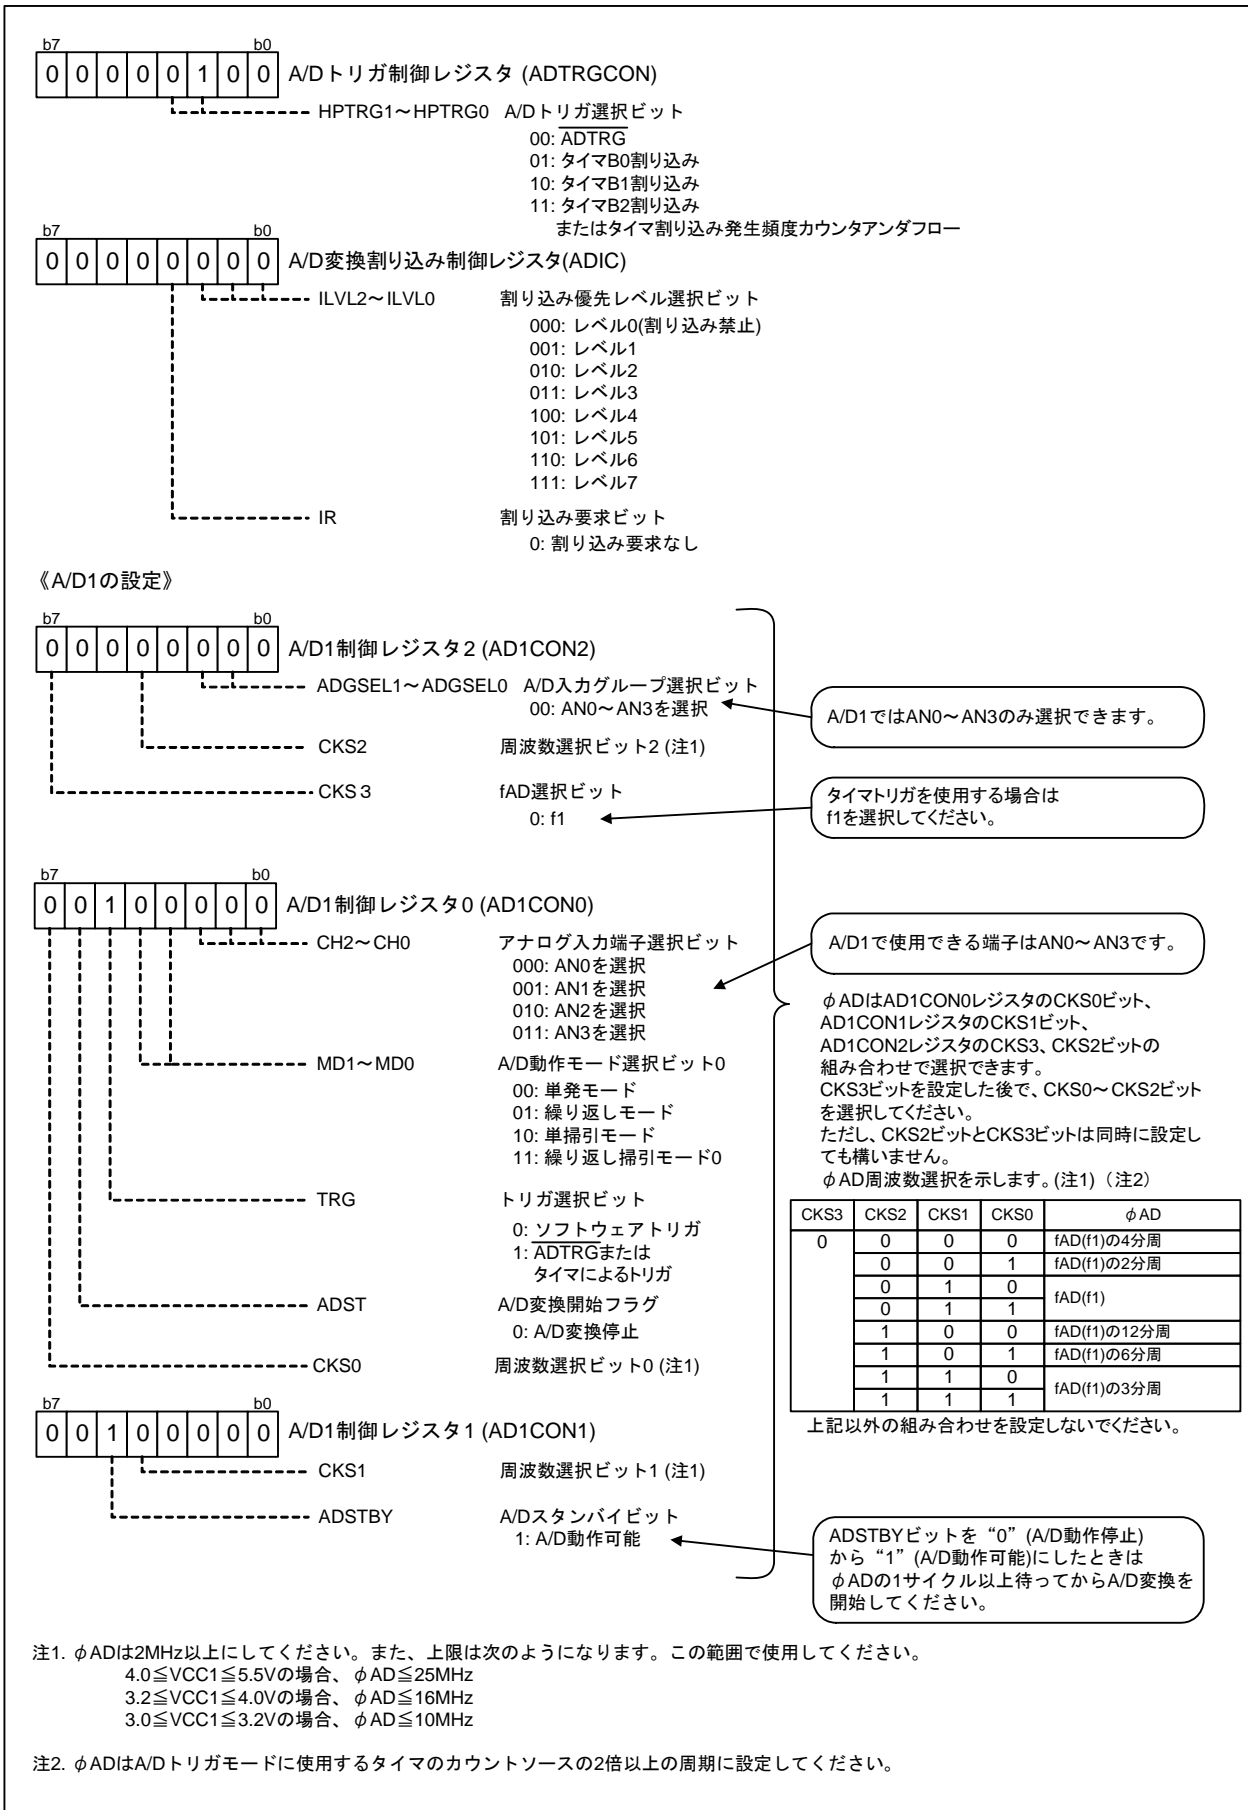 b7 b0
0 0 0 0 0 1 0 0 A/Dトリガ制御レジスタ (ADTRGCON)
HPTRG1～HPTRG0 A/Dトリガ選択ビット
00: ADTRG
01: タイマB0割り込み
10: タイマB1割り込み
11: タイマB2割り込み
またはタイマ割り込み発生頻度カウンタアンダフロー
b7 b0
0 0 0 0 0 0 0 0 A/D変換割り込み制御レジスタ(ADIC)
ILVL2～ILVL0 割り込み優先レベル選択ビット
000: レベル0(割り込み禁止)
001: レベル1
010: レベル2
011: レベル3
100: レベル4
101: レベル5
110: レベル6
111: レベル7
IR 割り込み要求ビット
0: 割り込み要求なし
《A/D1の設定》
b7 b0
0 0 0 0 0 0 0 0 A/D1制御レジスタ2 (AD1CON2)
ADGSEL1～ADGSEL0 A/D入力グループ選択ビット
00: AN0～AN3を選択
A/D1ではAN0～AN3のみ選択できます。
CKS2 周波数選択ビット2 (注1)
CKS3 fAD選択ビット
0: f1
タイマトリガを使用する場合は
f1を選択してください。
b7 b0
0 0 1 0 0 0 0 0 A/D1制御レジスタ0 (AD1CON0)
CH2～CH0 アナログ入力端子選択ビット
000: AN0を選択
001: AN1を選択
010: AN2を選択
011: AN3を選択
A/D1で使用できる端子はAN0～AN3です。
MD1～MD0 A/D動作モード選択ビット0
00: 単発モード
01: 繰り返しモード
10: 単掃引モード
11: 繰り返し掃引モード0
TRG トリガ選択ビット
0: ソフトウェアトリガ
1: ADTRGまたは
タイマによるトリガ
ADST A/D変換開始フラグ
0: A/D変換停止
CKS0 周波数選択ビット0 (注1)
φADはAD1CON0レジスタのCKS0ビット、
AD1CON1レジスタのCKS1ビット、
AD1CON2レジスタのCKS3、CKS2ビットの
組み合わせで選択できます。
CKS3ビットを設定した後で、CKS0～CKS2ビット
を選択してください。
ただし、CKS2ビットとCKS3ビットは同時に設定し
ても構いません。
φAD周波数選択を示します。(注1)（注2）
CKS3 CKS2 CKS1 CKS0 φAD
0 0 0 0 fAD(f1)の4分周
0 0 1 fAD(f1)の2分周
0 1 0 fAD(f1)
0 1 1
1 0 0 fAD(f1)の12分周
1 0 1 fAD(f1)の6分周
1 1 0 fAD(f1)の3分周
1 1 1
上記以外の組み合わせを設定しないでください。
b7 b0
0 0 1 0 0 0 0 0 A/D1制御レジスタ1 (AD1CON1)
CKS1 周波数選択ビット1 (注1)
ADSTBY A/Dスタンバイビット
1: A/D動作可能
ADSTBYビットを“0”(A/D動作停止)
から“1”(A/D動作可能)にしたときは
φADの1サイクル以上待ってからA/D変換を
開始してください。
注1. φADは2MHz以上にしてください。また、上限は次のようになります。この範囲で使用してください。
4.0≦VCC1≦5.5Vの場合、φAD≦25MHz
3.2≦VCC1≦4.0Vの場合、φAD≦16MHz
3.0≦VCC1≦3.2Vの場合、φAD≦10MHz
注2. φADはA/Dトリガモードに使用するタイマのカウントソースの2倍以上の周期に設定してください。